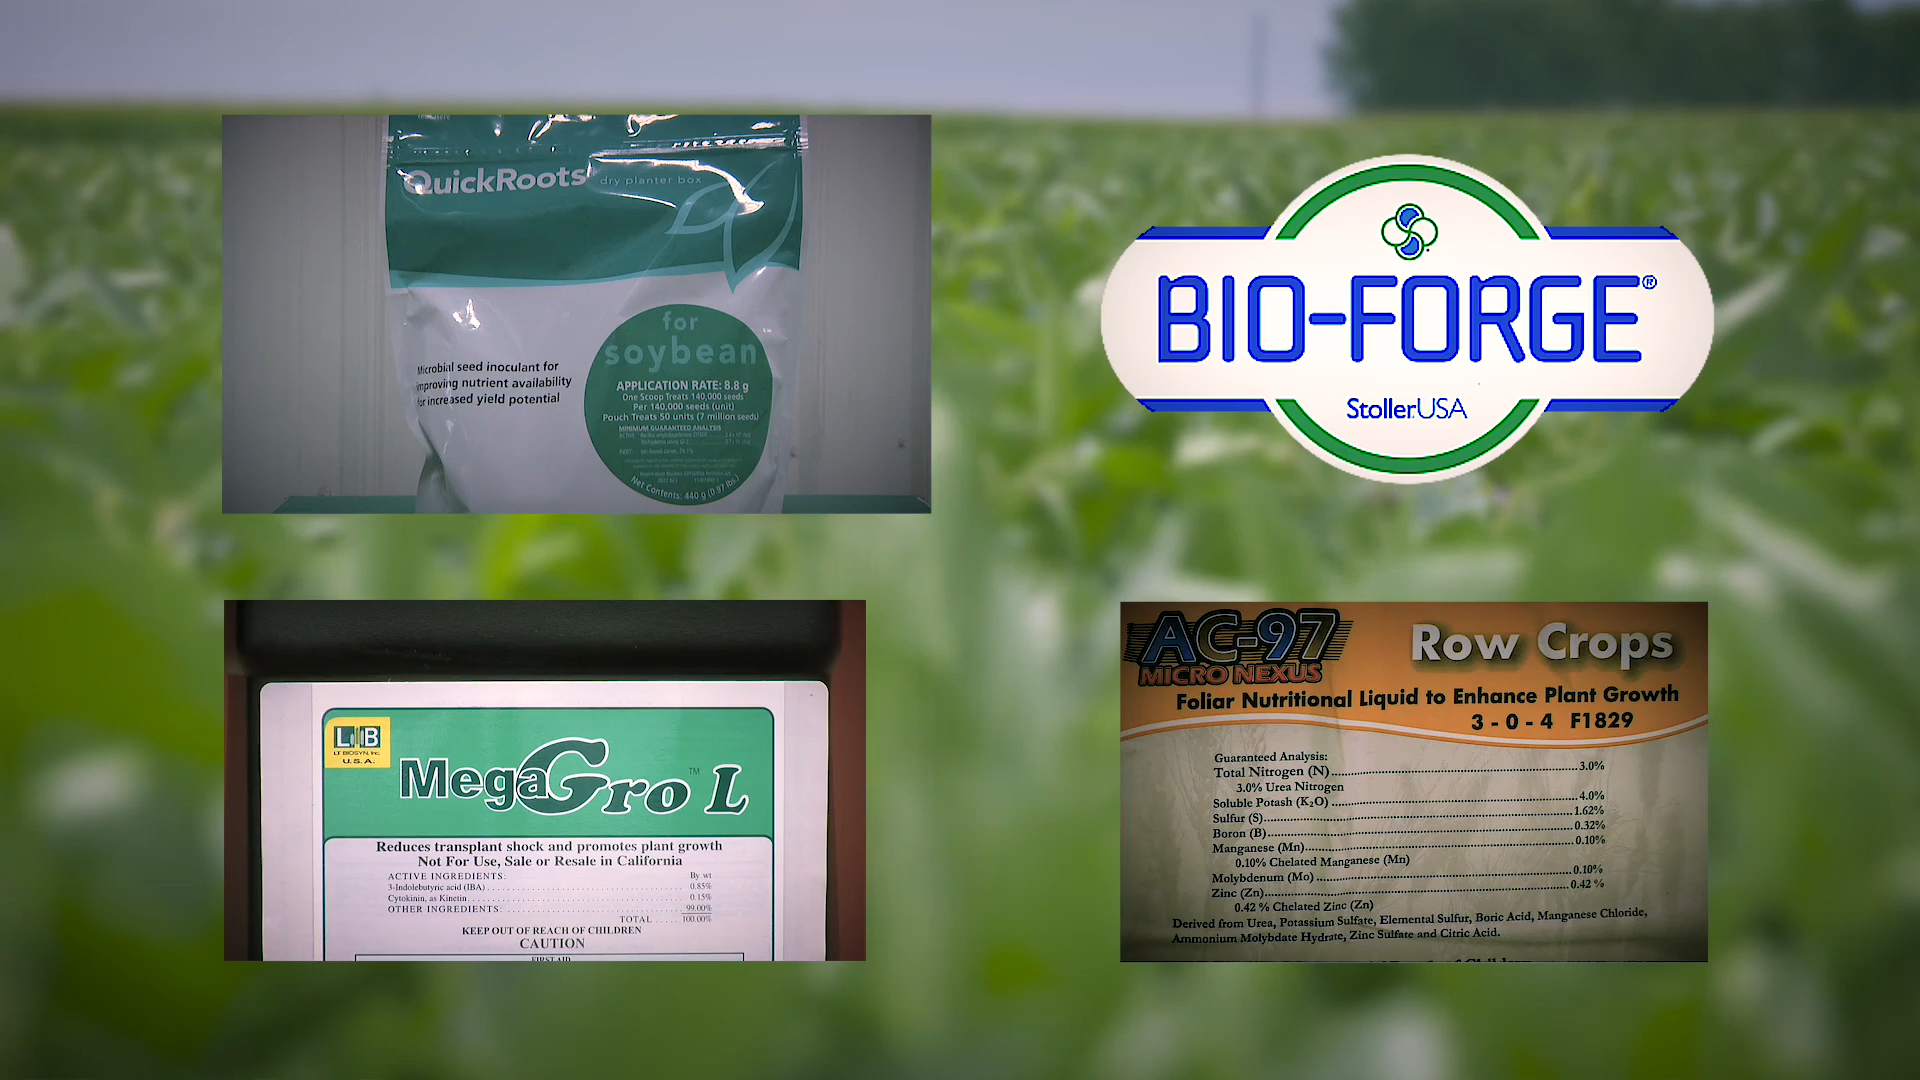 QuickRoots dry planter box
Microbial seed inoculant for
improving nutrient availability
for increased yield potential
for
soybean
APPLICATION RATE: 8.8 g
One Scoop Treats 140,000 seeds
Per 140,000 seeds (unit)
Pouch Treats 50 units (7 million seeds)
MINIMUM GUARANTEED ANALYSIS
Net Contents: 440 g (0.97 lbs.)
BIO-FORGE®
StollerUSA
LB
LT BIOSYN, Inc.
U.S.A.
MegaGro™ L
Reduces transplant shock and promotes plant growth
Not For Use, Sale or Resale in California
ACTIVE INGREDIENTS: By wt
3-Indolebutyric acid (IBA) 0.85%
Cytokinin, as Kinetin 0.15%
OTHER INGREDIENTS: 99.00%
TOTAL 100.00%
KEEP OUT OF REACH OF CHILDREN
CAUTION
FIRST AID
AC-97
MICRO NEXUS
Row Crops
Foliar Nutritional Liquid to Enhance Plant Growth
3 - 0 - 4 F1829
Guaranteed Analysis:
Total Nitrogen (N) 3.0%
3.0% Urea Nitrogen
Soluble Potash (K₂O) 4.0%
Sulfur (S) 1.62%
Boron (B) 0.32%
Manganese (Mn) 0.10%
0.10% Chelated Manganese (Mn)
Molybdenum (Mo) 0.10%
Zinc (Zn) 0.42 %
0.42 % Chelated Zinc (Zn)
Derived from Urea, Potassium Sulfate, Elemental Sulfur, Boric Acid, Manganese Chloride,
Ammonium Molybdate Hydrate, Zinc Sulfate and Citric Acid.